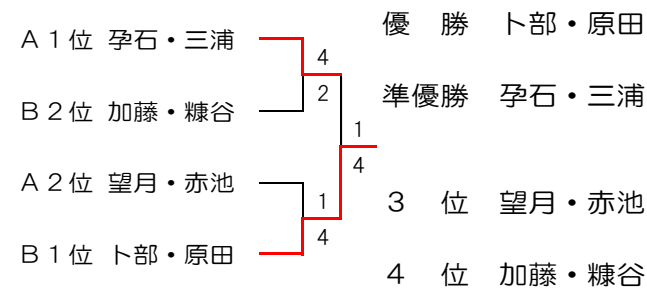 A1位 孕石・三浦
B2位 加藤・糠谷
A2位 望月・赤池
B1位 卜部・原田
4
2
1
4
1
4
優勝 卜部・原田
準優勝 孕石・三浦
3位 望月・赤池
4位 加藤・糠谷